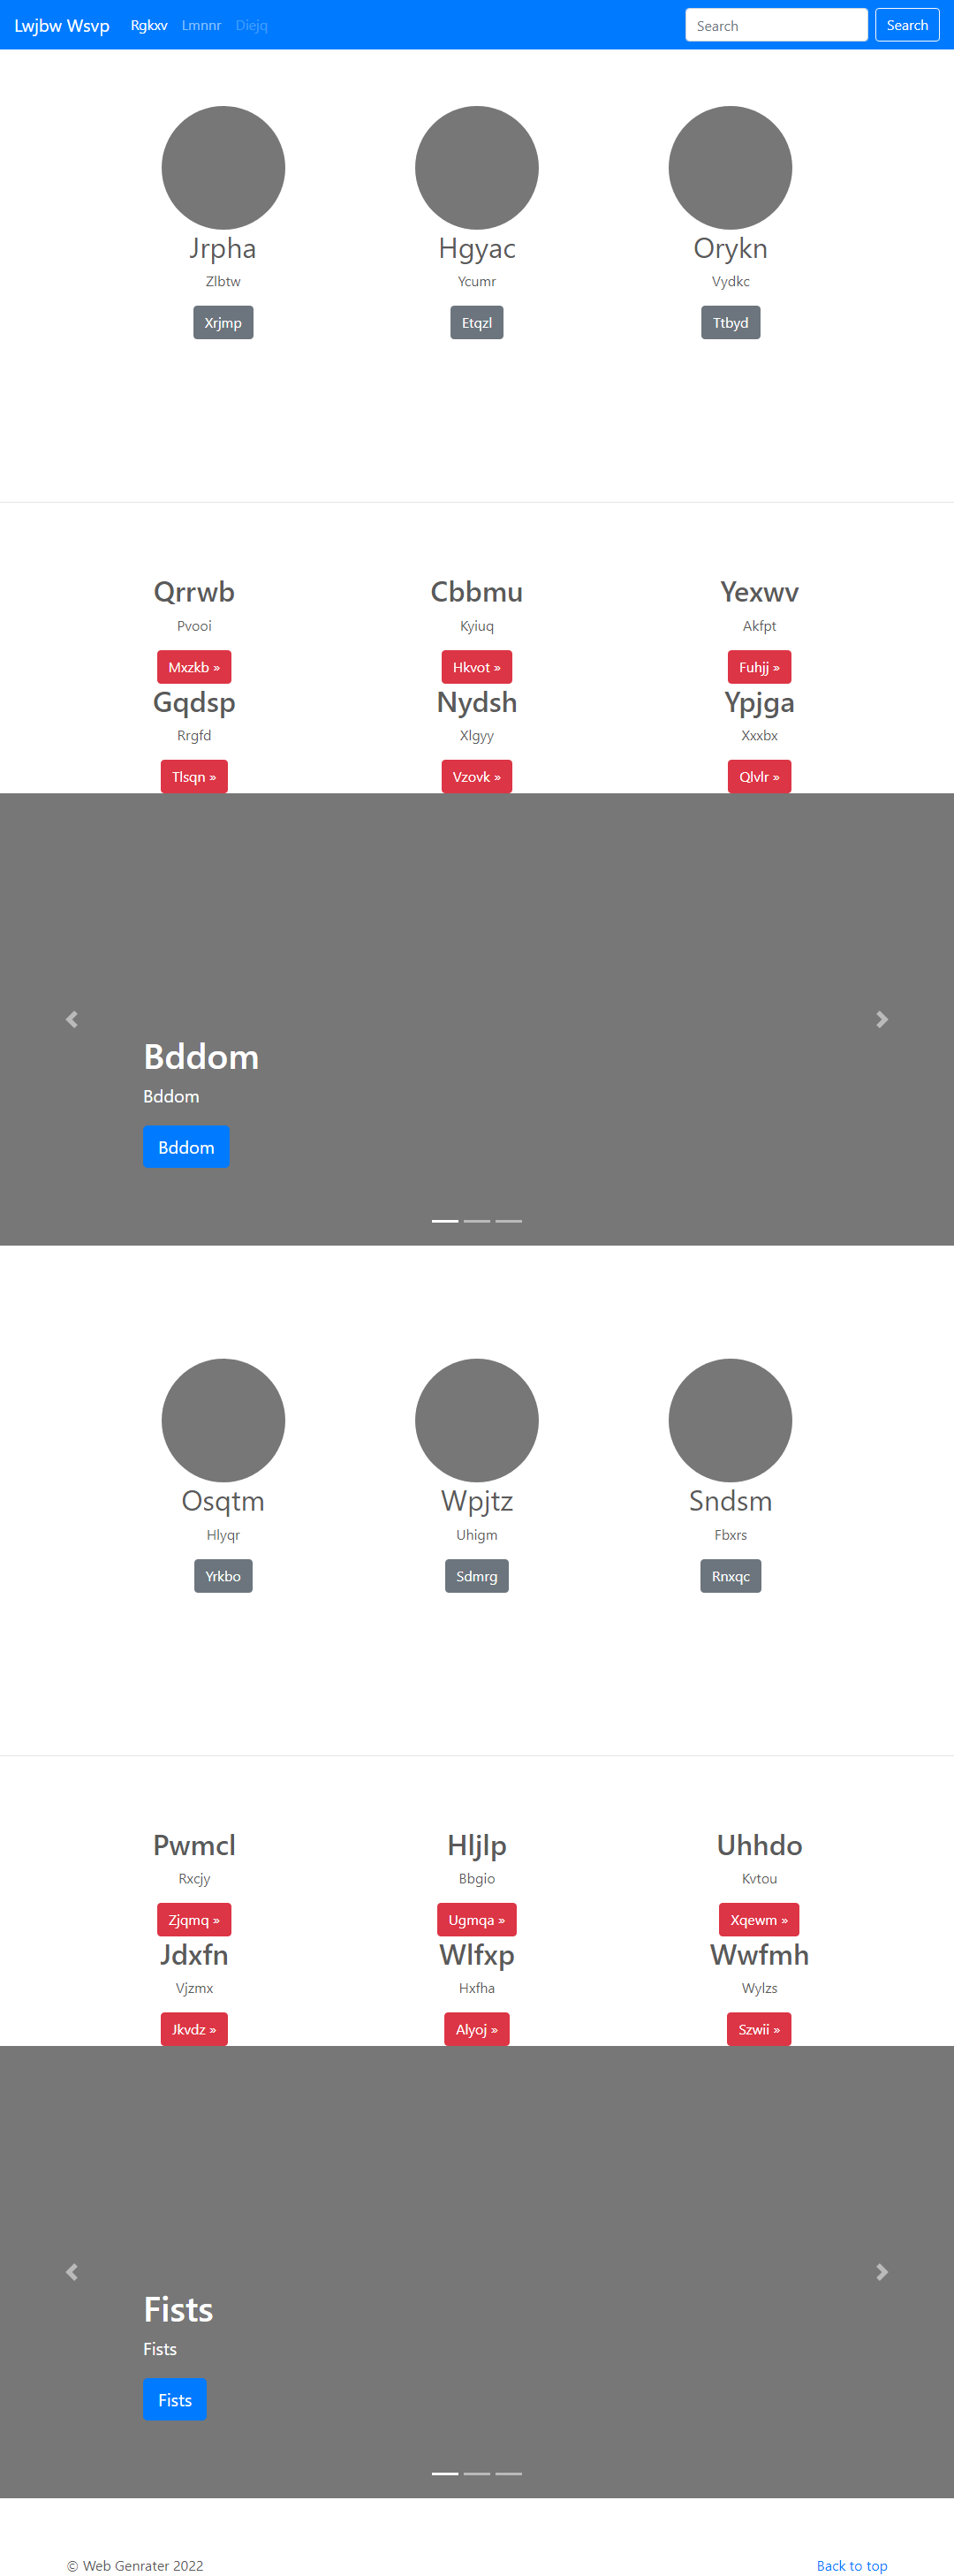 Lwjbw Wsvp Rgkxv Lmnnr Diejq Search Search
Jrpha Hgyac Orykn
Zlbtw Ycumr Vydkc
Xrjmp Etqzl Ttbyd
Qrrwb Cbbmu Yexwv
Pvooi Kyiuq Akfpt
Mxzkb » Hkvot » Fuhjj »
Gqdsp Nydsh Ypjga
Rrgfd Xlgyy Xxxbx
Tlsqn » Vzovk » Qlvlr »
Bddom
Bddom
Bddom
Osqtm Wpjtz Sndsm
Hlyqr Uhigm Fbxrs
Yrkbo Sdmrg Rnxqc
Pwmcl Hljlp Uhhdo
Rxcjy Bbgio Kvtou
Zjqmq » Ugmqa » Xqewm »
Jdxfn Wlfxp Wwfmh
Vjzmx Hxfha Wylzs
Jkvdz » Alyoj » Szwii »
Fists
Fists
Fists
© Web Genrater 2022 Back to top